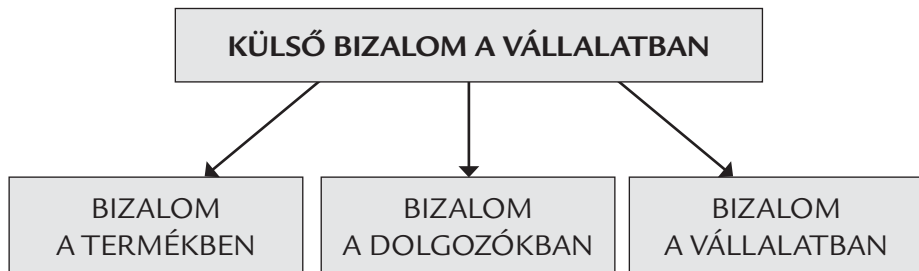 KÜLSŐ BIZALOM A VÁLLALATBAN
BIZALOM
A TERMÉKBEN
BIZALOM
A DOLGOZÓKBAN
BIZALOM
A VÁLLALATBAN